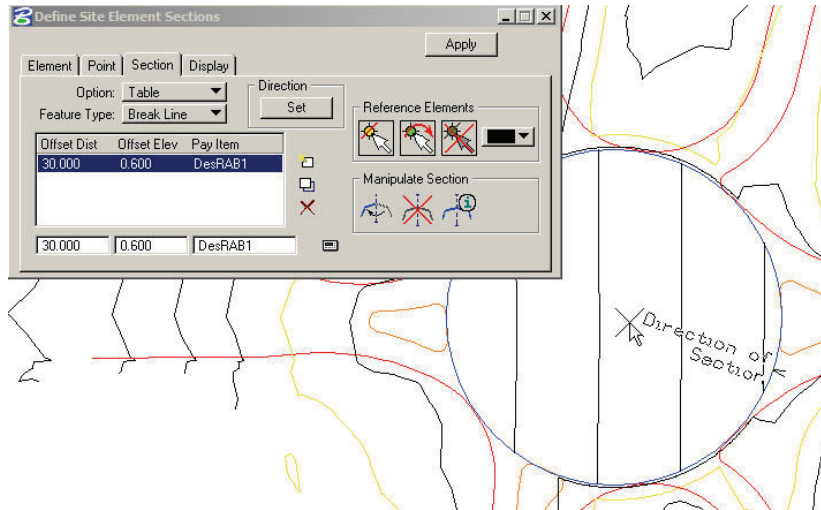 Define Site Element Sections
Apply
Element Point Section Display
Option: Table
Feature Type: Break Line
Direction
Set
Offset Dist Offset Elev Pay Item
30.000 0.600 DesRAB1
30.000 0.600 DesRAB1
Reference Elements
Manipulate Section
Direction of
Section